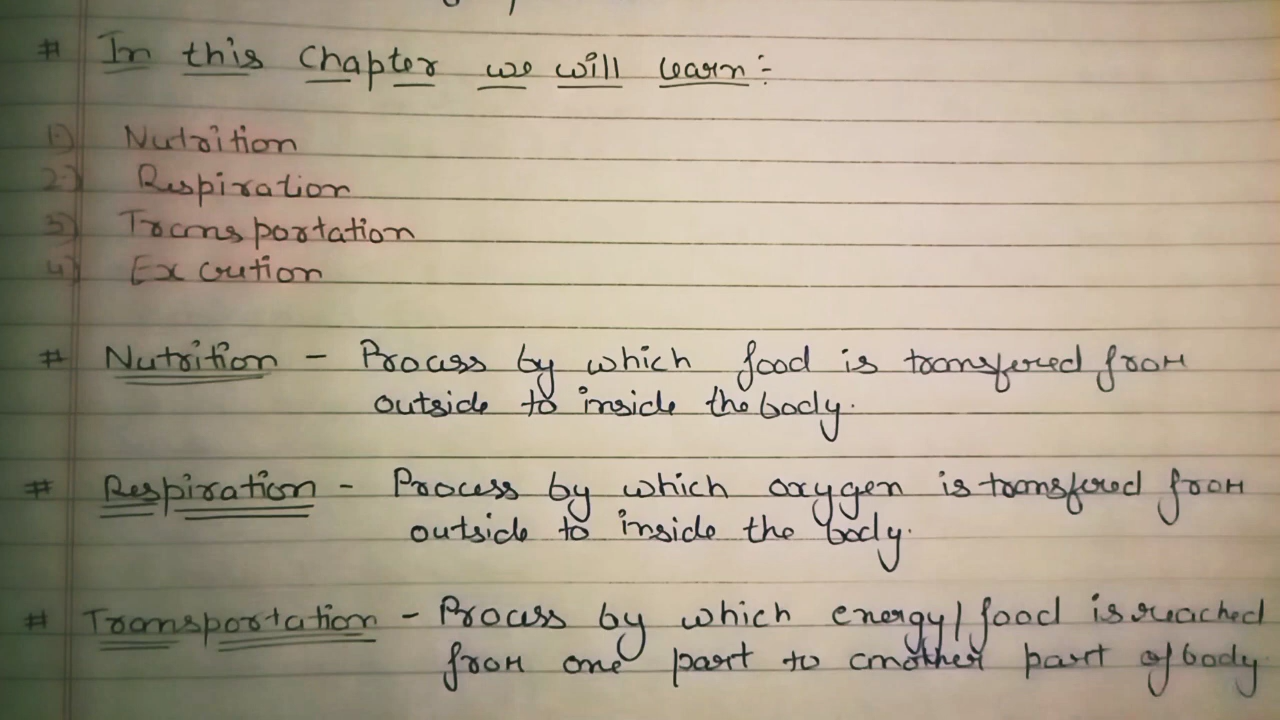 # In this Chapter we will learn :-
1) Nutrition
2) Respiration
3) Transportation
4) Excretion
# Nutrition - Process by which food is transfered from
outside to inside the body.
# Respiration - Process by which oxygen is transfered from
outside to inside the body.
# Transportation - Process by which energy/food is reached
from one part to another part of body